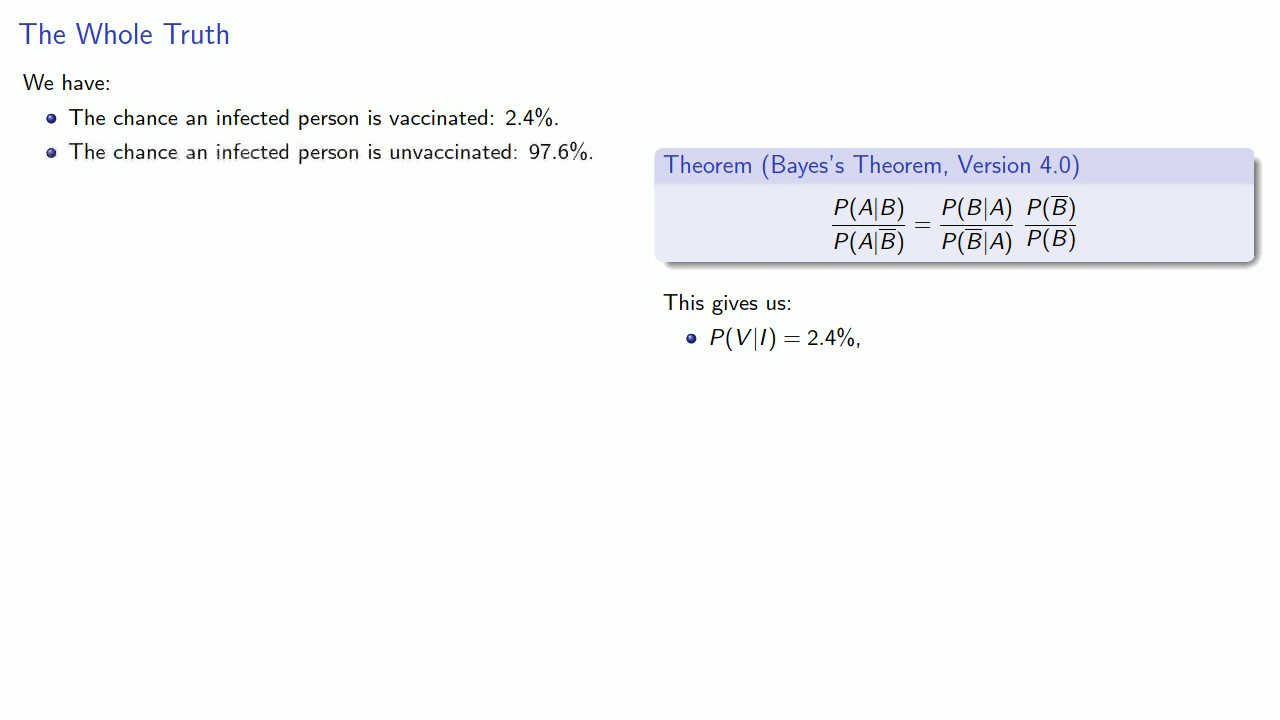 The Whole Truth
We have:
The chance an infected person is vaccinated: 2.4%.
The chance an infected person is unvaccinated: 97.6%.
Theorem (Bayes's Theorem, Version 4.0)
P(A|B) / P(A|B̅) = P(B|A) / P(B̅|A) P(B̅) / P(B)
This gives us:
P(V|I) = 2.4%,